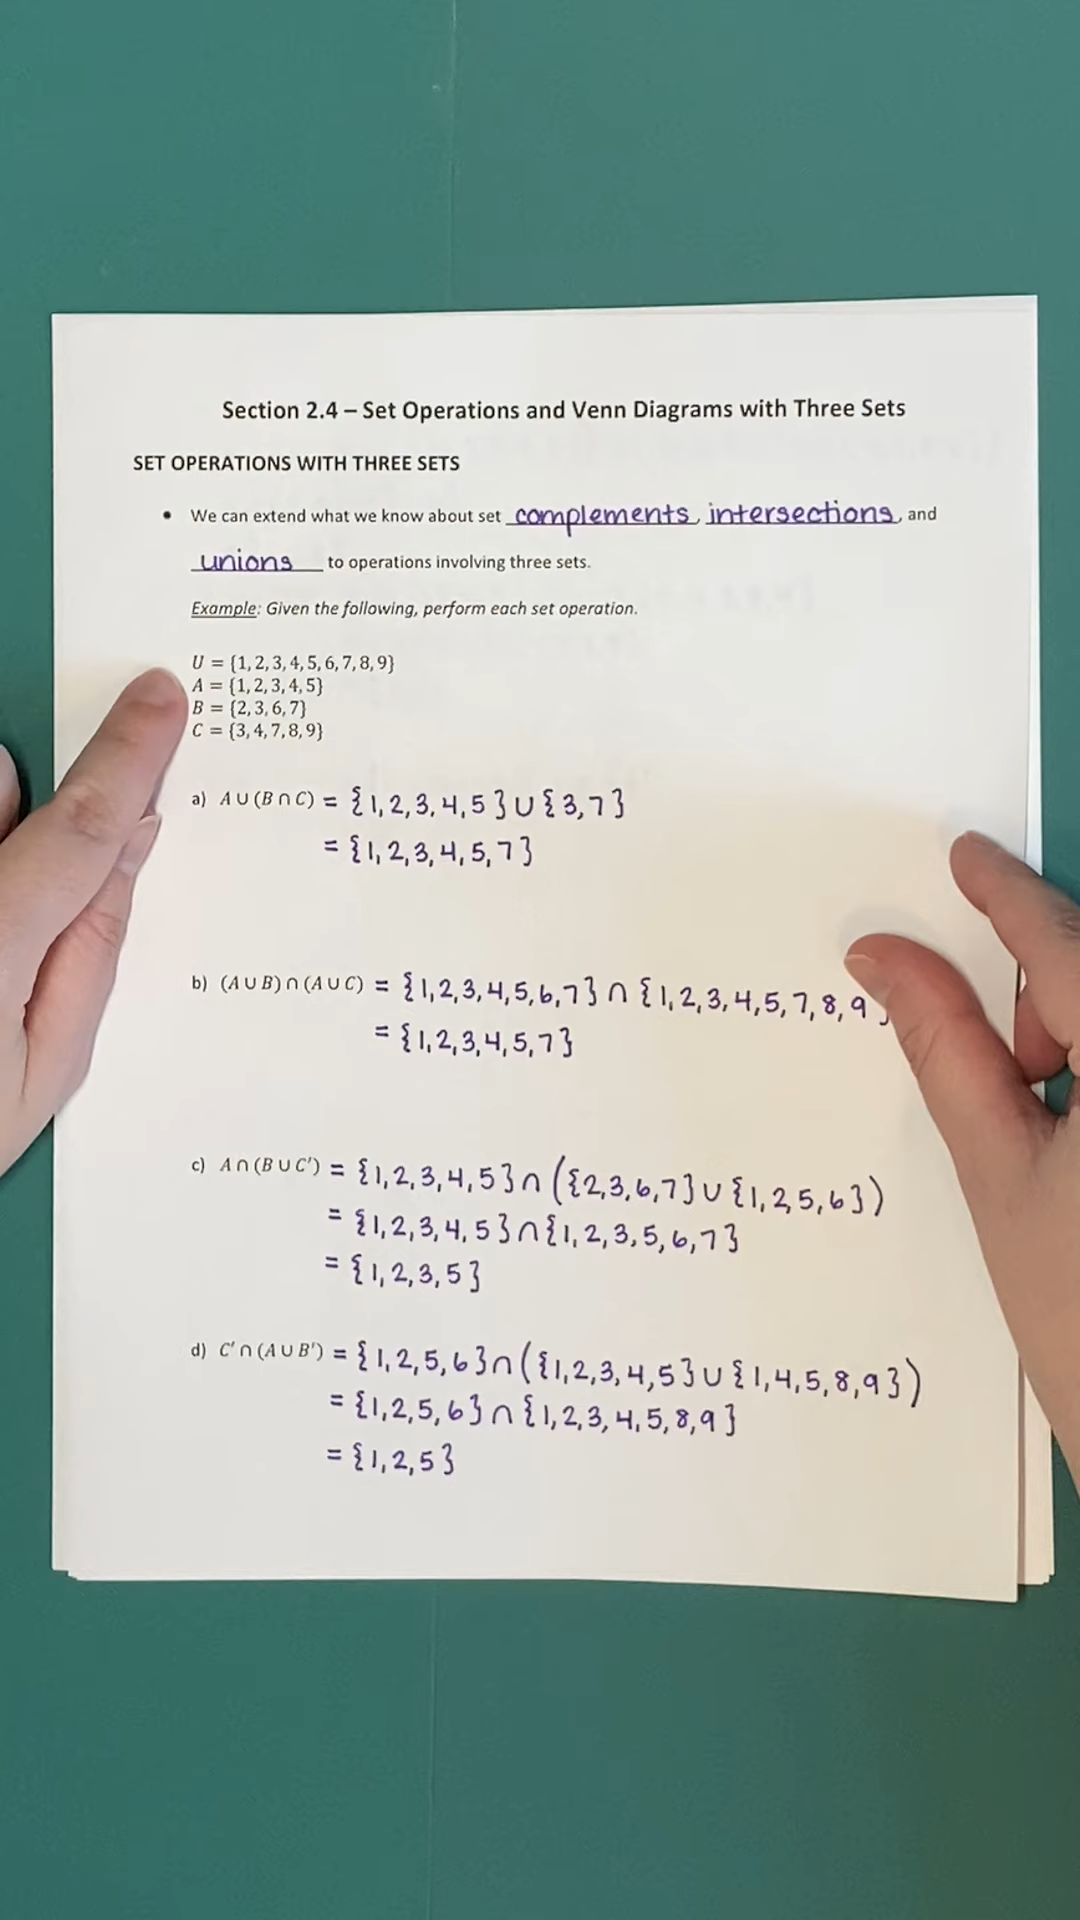 Section 2.4 – Set Operations and Venn Diagrams with Three Sets
SET OPERATIONS WITH THREE SETS
• We can extend what we know about set complements, intersections, and
unions to operations involving three sets.
Example: Given the following, perform each set operation.
U = {1,2,3,4,5,6,7,8,9}
A = {1,2,3,4,5}
B = {2,3,6,7}
C = {3,4,7,8,9}
a) A ∪ (B ∩ C) = {1,2,3,4,5} ∪ {3,7}
= {1,2,3,4,5,7}
b) (A ∪ B) ∩ (A ∪ C) = {1,2,3,4,5,6,7} ∩ {1,2,3,4,5,7,8,9}
= {1,2,3,4,5,7}
c) A ∩ (B ∪ C′) = {1,2,3,4,5} ∩ ({2,3,6,7} ∪ {1,2,5,6})
= {1,2,3,4,5} ∩ {1,2,3,5,6,7}
= {1,2,3,5}
d) C′ ∩ (A ∪ B′) = {1,2,5,6} ∩ ({1,2,3,4,5} ∪ {1,4,5,8,9})
= {1,2,5,6} ∩ {1,2,3,4,5,8,9}
= {1,2,5}